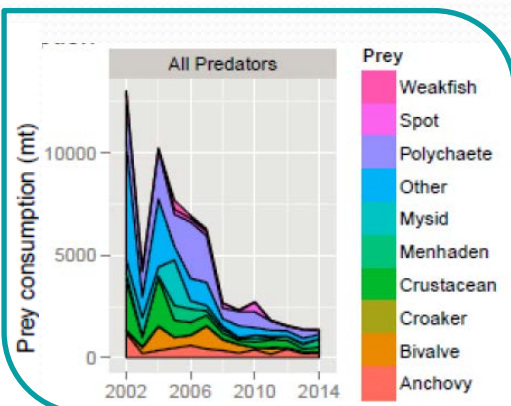 All Predators
Prey consumption (mt)
10000
5000
0
2002
2006
2010
2014
Prey
Weakfish
Spot
Polychaete
Other
Mysid
Menhaden
Crustacean
Croaker
Bivalve
Anchovy